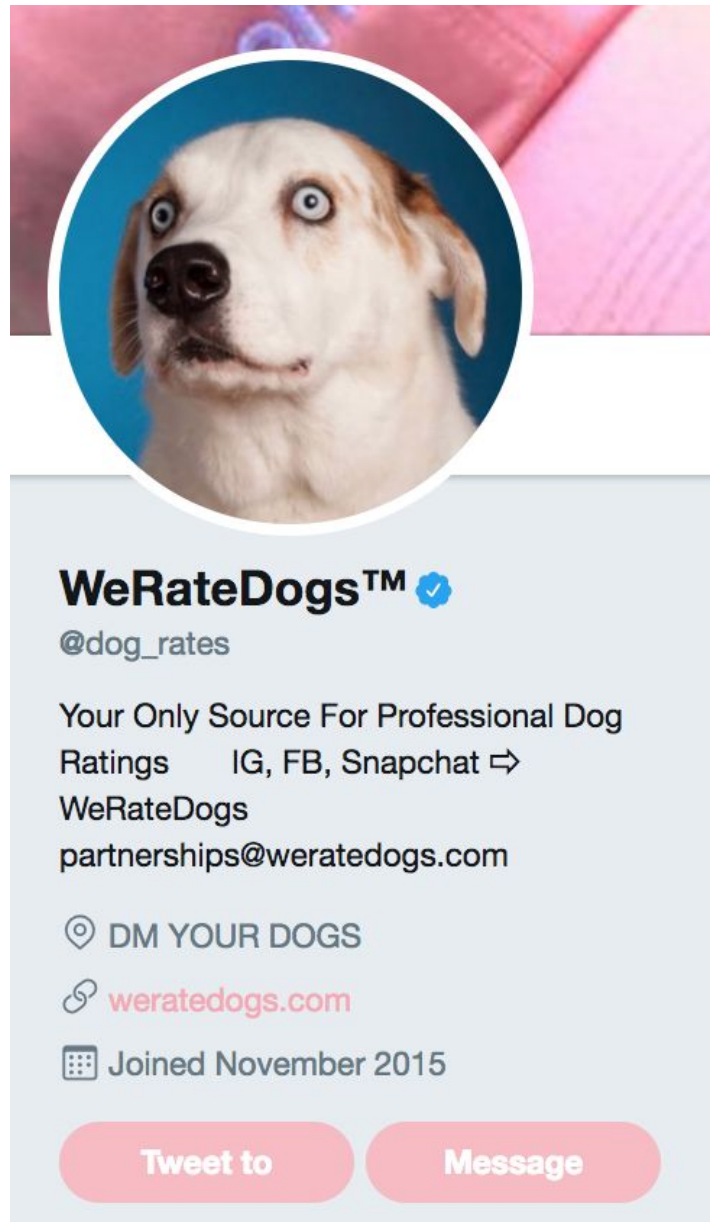 WeRateDogs™
@dog_rates
Your Only Source For Professional Dog
Ratings IG, FB, Snapchat ⇨
WeRateDogs
partnerships@weratedogs.com
DM YOUR DOGS
weratedogs.com
Joined November 2015
Tweet to Message